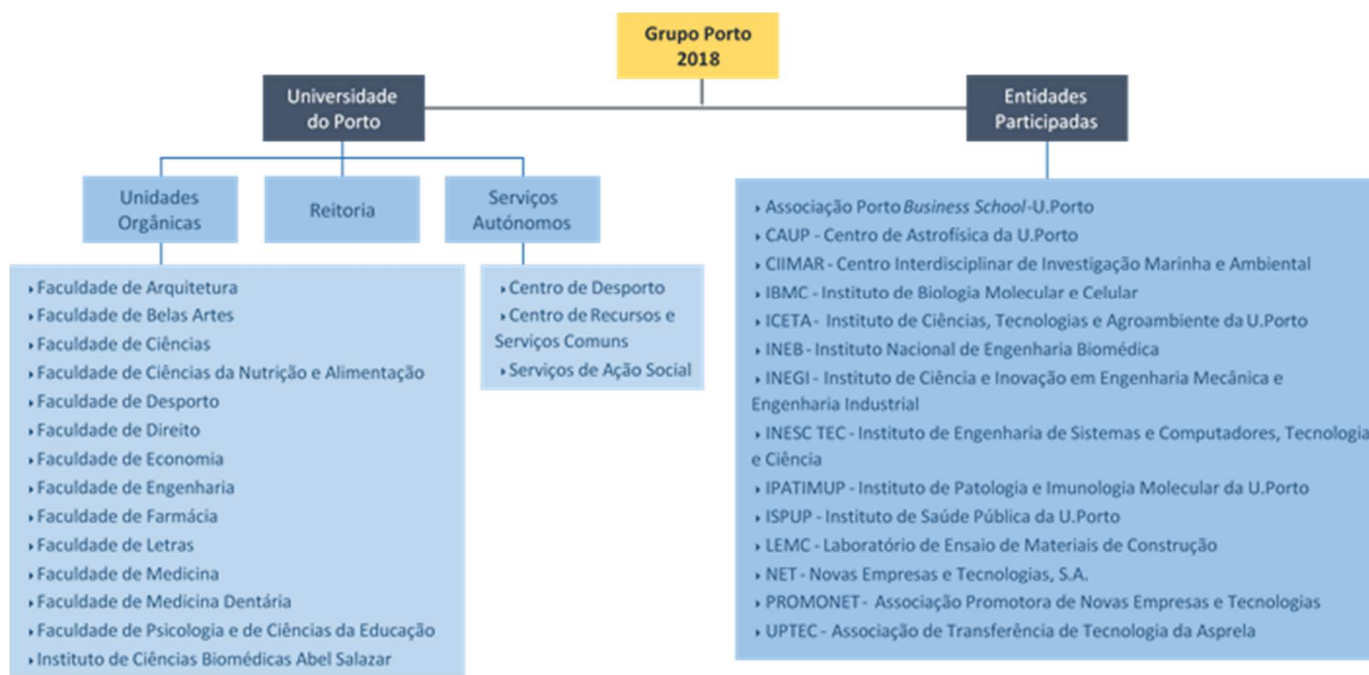 Grupo Porto
2018
Universidade
do Porto
Entidades
Participadas
Unidades
Orgânicas
Reitoria
Serviços
Autónomos
Faculdade de Arquitetura
Faculdade de Belas Artes
Faculdade de Ciências
Faculdade de Ciências da Nutrição e Alimentação
Faculdade de Desporto
Faculdade de Direito
Faculdade de Economia
Faculdade de Engenharia
Faculdade de Farmácia
Faculdade de Letras
Faculdade de Medicina
Faculdade de Medicina Dentária
Faculdade de Psicologia e de Ciências da Educação
Instituto de Ciências Biomédicas Abel Salazar
Centro de Desporto
Centro de Recursos e
Serviços Comuns
Serviços de Ação Social
Associação Porto Business School-U.Porto
CAUP - Centro de Astrofísica da U.Porto
CIIMAR - Centro Interdisciplinar de Investigação Marinha e Ambiental
IBMC - Instituto de Biologia Molecular e Celular
ICETA - Instituto de Ciências, Tecnologias e Agroambiente da U.Porto
INEB - Instituto Nacional de Engenharia Biomédica
INEGI - Instituto de Ciência e Inovação em Engenharia Mecânica e
Engenharia Industrial
INESC TEC - Instituto de Engenharia de Sistemas e Computadores, Tecnologia
e Ciência
IPATIMUP - Instituto de Patologia e Imunologia Molecular da U.Porto
ISPUP - Instituto de Saúde Pública da U.Porto
LEMC - Laboratório de Ensaio de Materiais de Construção
NET - Novas Empresas e Tecnologias, S.A.
PROMONET - Associação Promotora de Novas Empresas e Tecnologias
UPTEC - Associação de Transferência de Tecnologia da Asprela